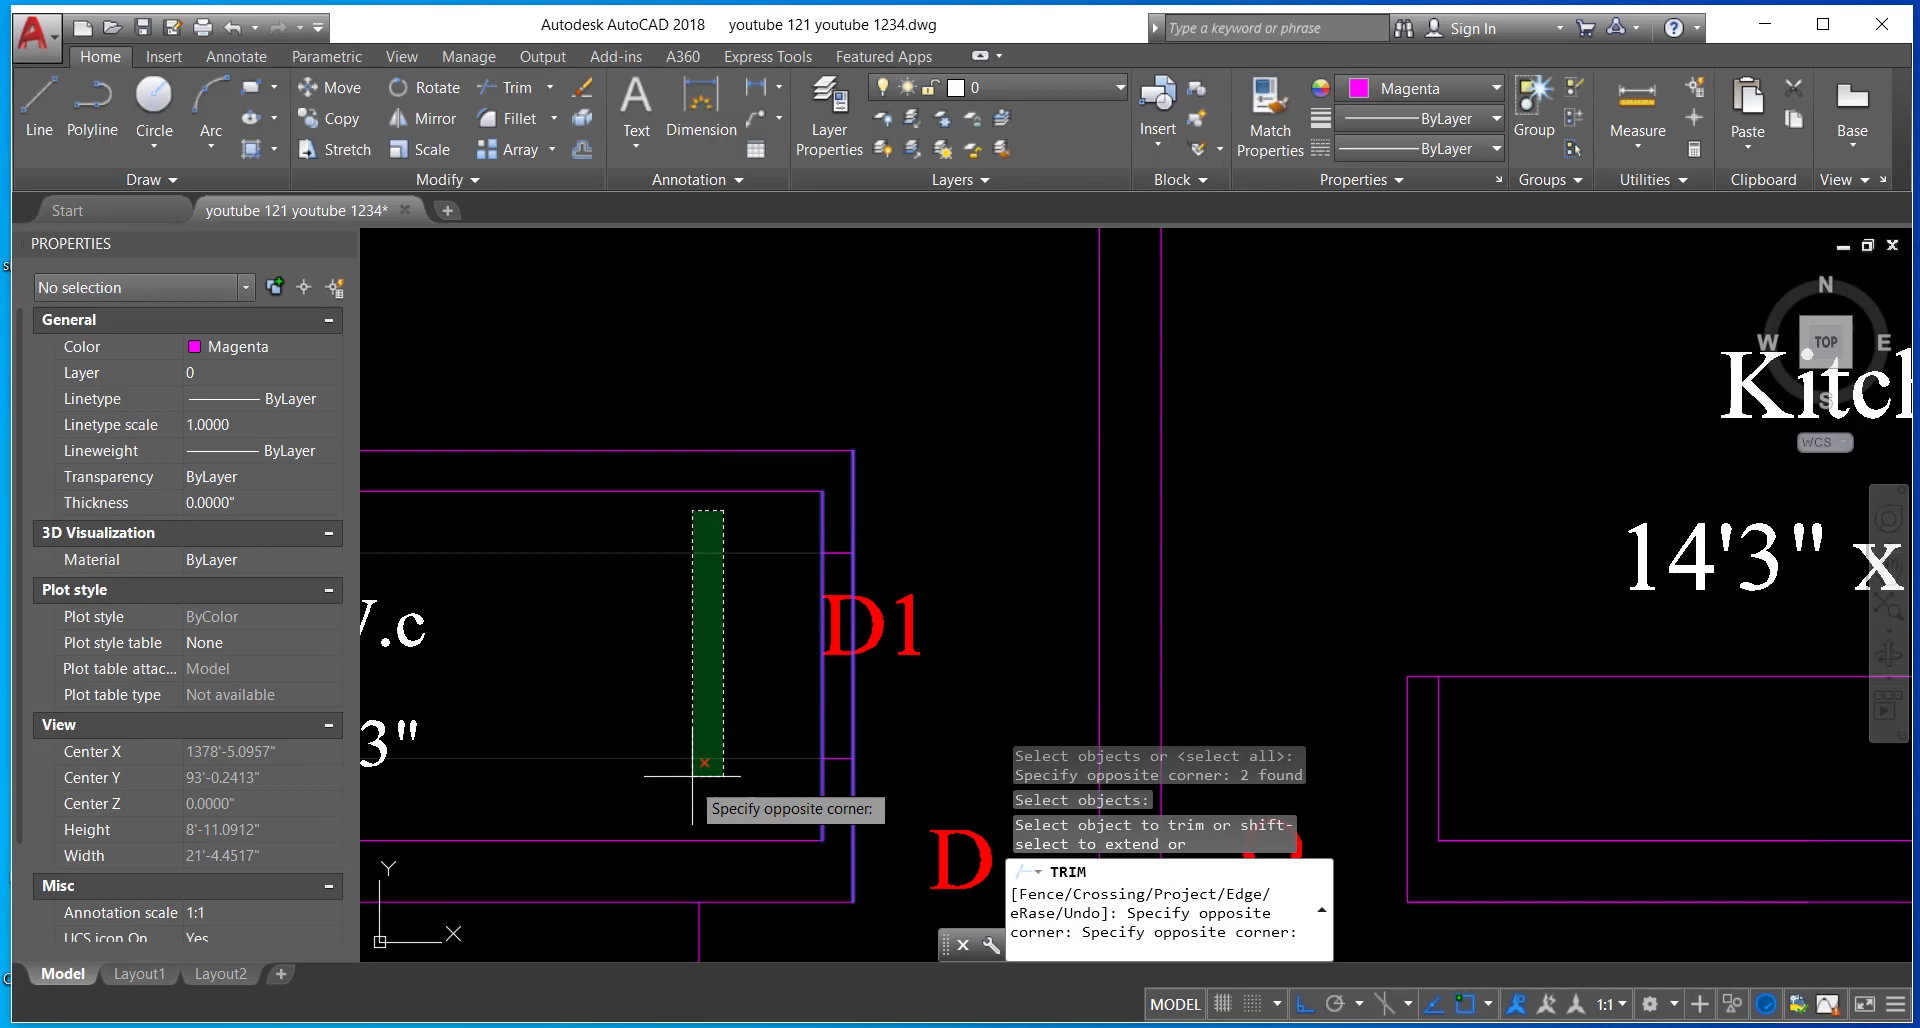 Autodesk AutoCAD 2018 youtube 121 youtube 1234.dwg
Type a keyword or phrase
Sign In
Home Insert Annotate Parametric View Manage Output Add-ins A360 Express Tools Featured Apps
Line
Polyline
Circle
Arc
Draw
Move
Rotate
Trim
Copy
Mirror
Fillet
Stretch
Scale
Array
Modify
Text
Dimension
Annotation
Layer
Properties
0
Layers
Insert
Block
Match
Properties
Magenta
ByLayer
ByLayer
Properties
Group
Groups
Measure
Utilities
Paste
Clipboard
Base
View
Start
youtube 121 youtube 1234*
PROPERTIES
No selection
General
Color Magenta
Layer 0
Linetype ByLayer
Linetype scale 1.0000
Lineweight ByLayer
Transparency ByLayer
Thickness 0.0000"
3D Visualization
Material ByLayer
Plot style
Plot style ByColor
Plot style table None
Plot table attac... Model
Plot table type Not available
View
Center X 1378'-5.0957"
Center Y 93'-0.2413"
Center Z 0.0000"
Height 8'-11.0912"
Width 21'-4.4517"
Misc
Annotation scale 1:1
UCS icon On Yes
N
W TOP E
S
WCS
Kitch
14'3" x
.c
3"
D1
D
Specify opposite corner:
Select objects or <select all>:
Specify opposite corner: 2 found
Select objects:
Select object to trim or shift-
select to extend or
TRIM
[Fence/Crossing/Project/Edge/
eRase/Undo]: Specify opposite
corner: Specify opposite corner:
Y
X
Model Layout1 Layout2
MODEL
1:1